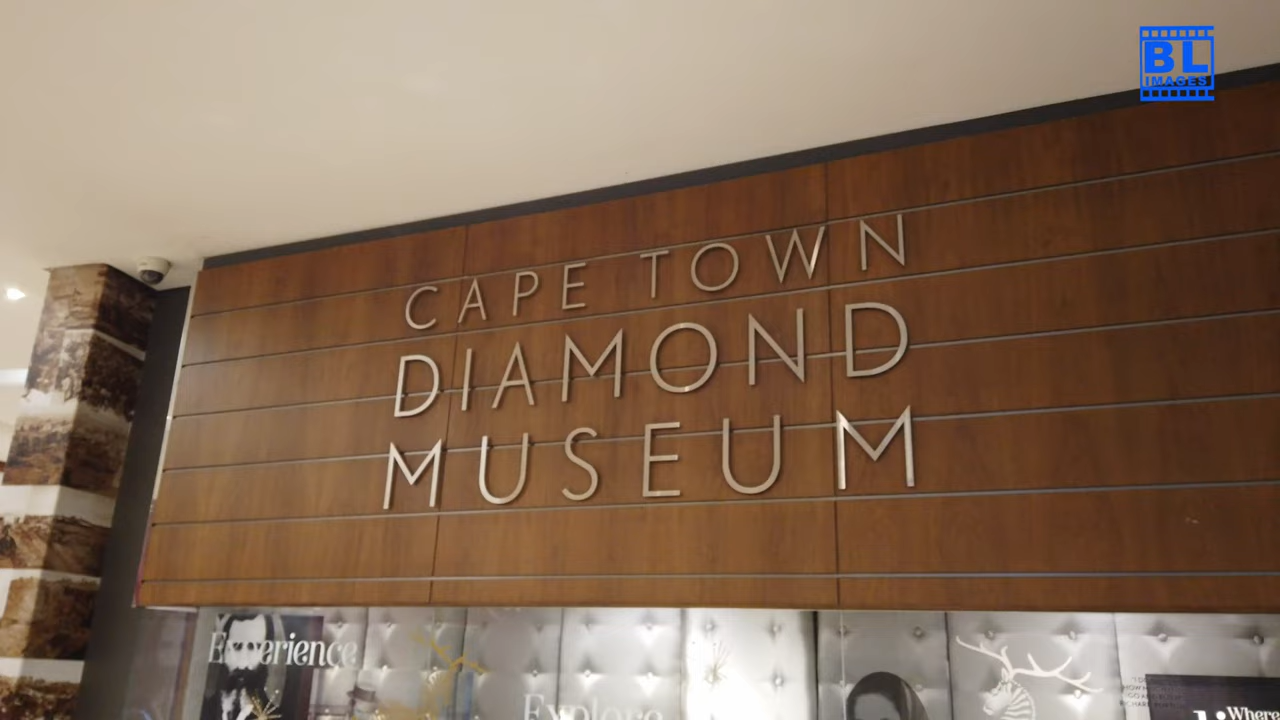 BL
IMAGES
CAPE TOWN
DIAMOND
MUSEUM
Experience
Explore
Where